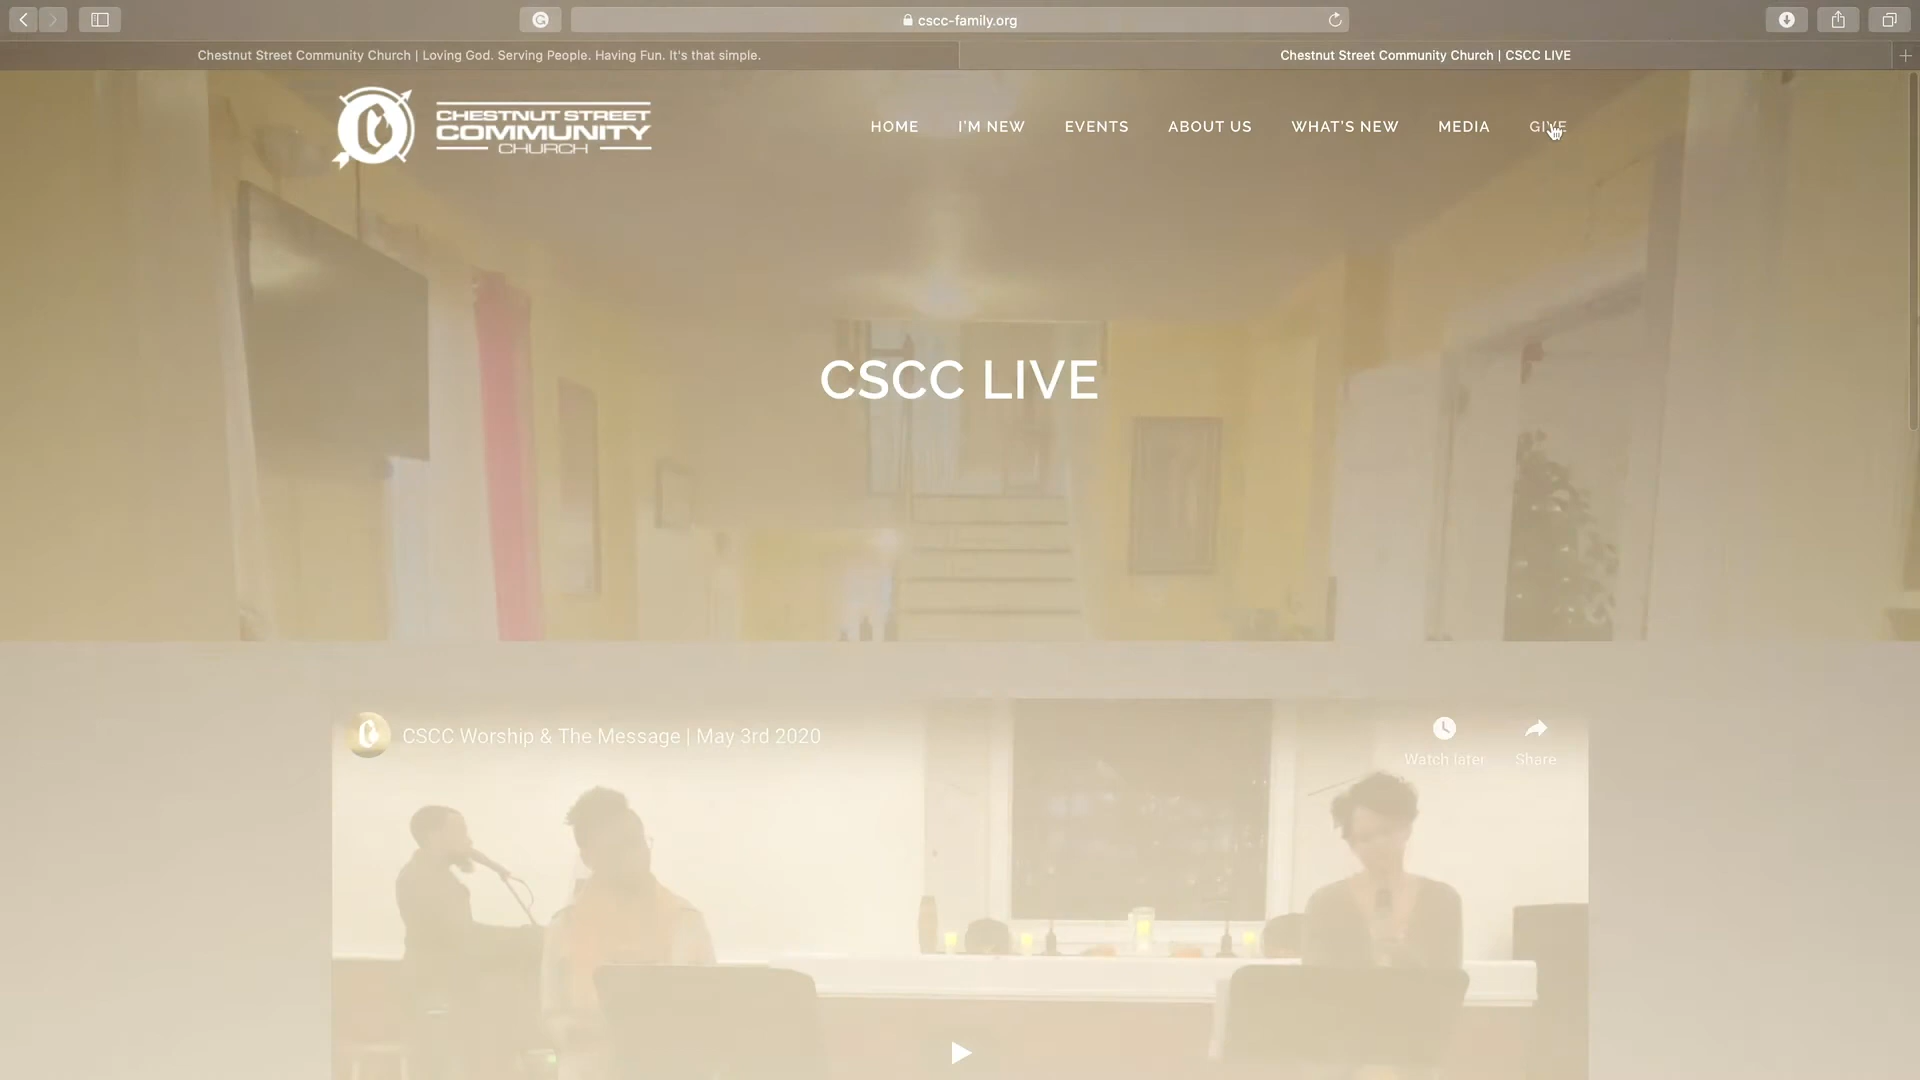 cscc-family.org
Chestnut Street Community Church | Loving God. Serving People. Having Fun. It's that simple.
Chestnut Street Community Church | CSCC LIVE
CHESTNUT STREET
COMMUNITY
CHURCH
HOME
I'M NEW
EVENTS
ABOUT US
WHAT'S NEW
MEDIA
GIVE
CSCC LIVE
CSCC Worship & The Message | May 3rd 2020
Watch later
Share